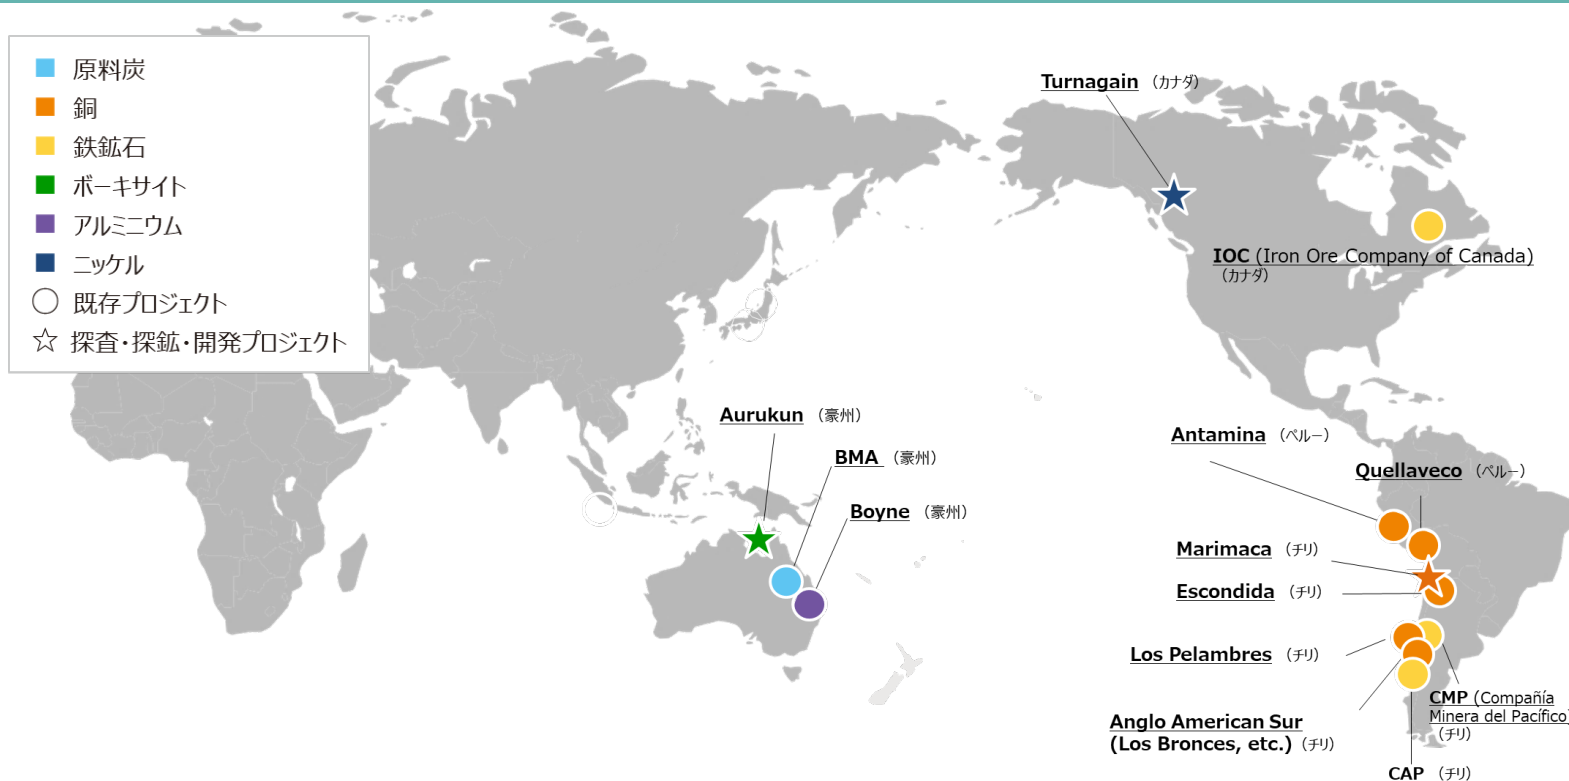 原料炭
銅
鉄鉱石
ボーキサイト
アルミニウム
ニッケル
既存プロジェクト
探査・探鉱・開発プロジェクト
Turnagain （カナダ）
IOC (Iron Ore Company of Canada)
（カナダ）
Aurukun （豪州）
BMA （豪州）
Boyne （豪州）
Antamina （ペルー）
Quellaveco （ペルー）
Marimaca （チリ）
Escondida （チリ）
Los Pelambres （チリ）
CMP (Compañía
Minera del Pacífico)
（チリ）
Anglo American Sur
(Los Bronces, etc.) （チリ）
CAP （チリ）